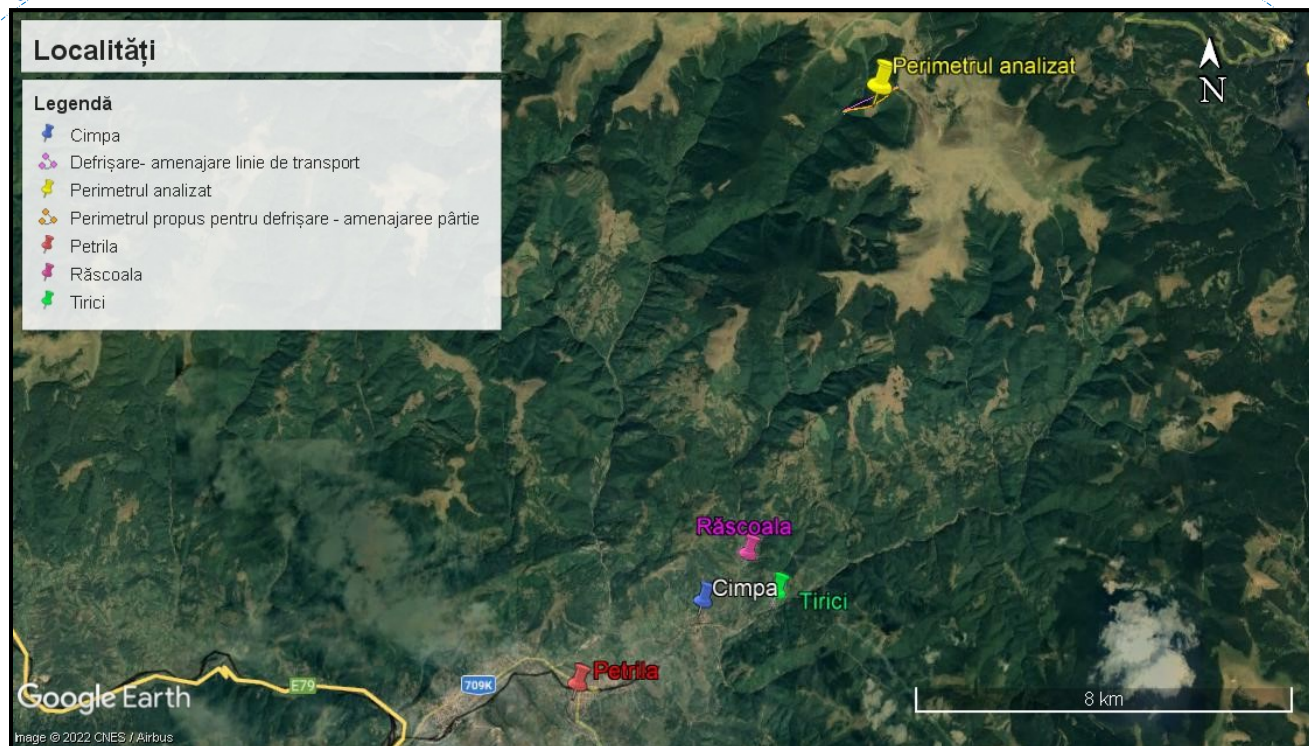 Localități
Legendă
Cimpa
Defrișare- amenajare linie de transport
Perimetrul analizat
Perimetrul propus pentru defrișare - amenajaree pârtie
Petrila
Răscoala
Tirici
Perimetrul analizat
N
Răscoala
Cimpa
Tirici
Petrila
E79
709K
8 km
Google Earth
Image © 2022 CNES / Airbus